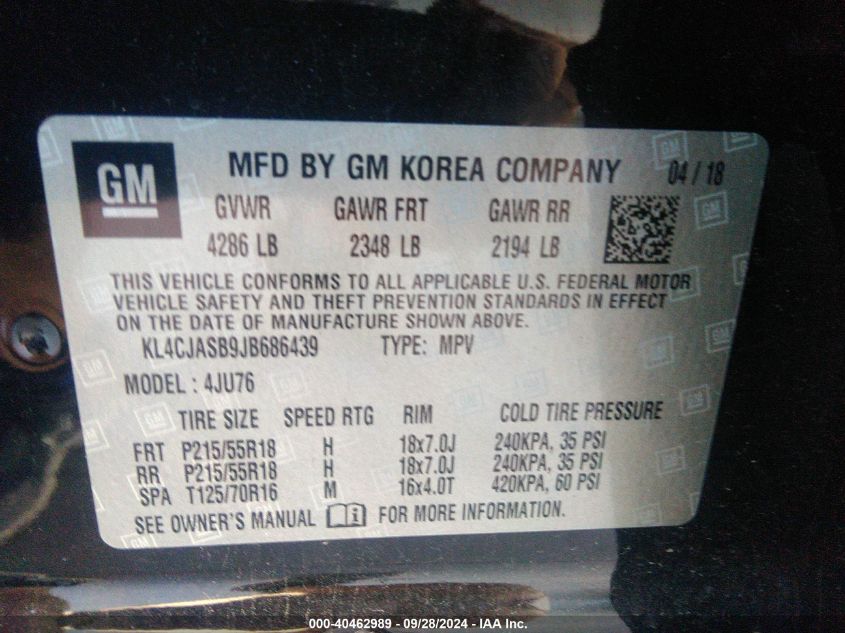 GM MFD BY GM KOREA COMPANY 04 / 18
GVWR GAWR FRT GAWR RR
4286 LB 2348 LB 2194 LB
THIS VEHICLE CONFORMS TO ALL APPLICABLE U.S. FEDERAL MOTOR
VEHICLE SAFETY AND THEFT PREVENTION STANDARDS IN EFFECT
ON THE DATE OF MANUFACTURE SHOWN ABOVE.
KL4CJASB9JB686439 TYPE: MPV
MODEL : 4JU76
TIRE SIZE SPEED RTG RIM COLD TIRE PRESSURE
FRT P215/55R18 H 18x7.0J 240KPA, 35 PSI
RR P215/55R18 H 18x7.0J 240KPA, 35 PSI
SPA T125/70R16 M 16x4.0T 420KPA, 60 PSI
SEE OWNER'S MANUAL i FOR MORE INFORMATION.
000-40462989 - 09/28/2024 - IAA Inc.